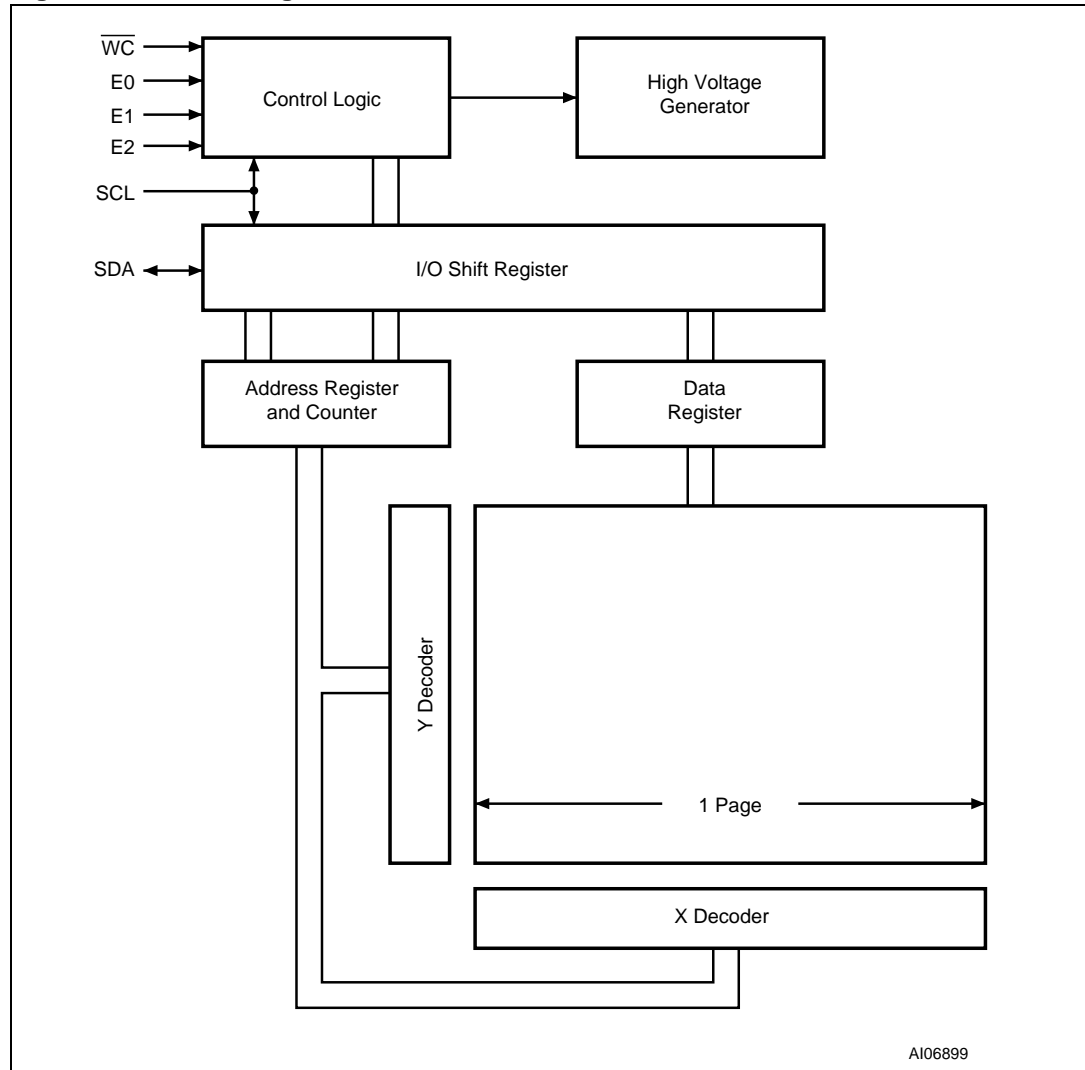 W̅C̅
E0
E1
E2
SCL
SDA
Control Logic
High Voltage
Generator
I/O Shift Register
Address Register
and Counter
Data
Register
Y Decoder
1 Page
X Decoder
AI06899